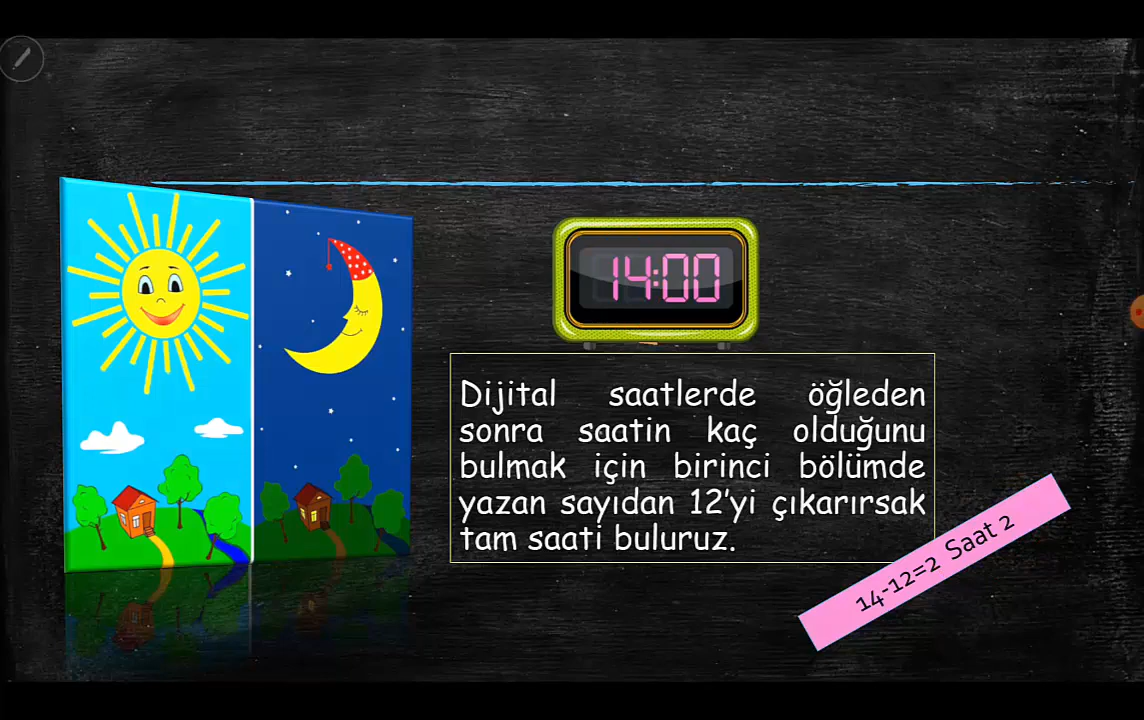 14:00
Dijital saatlerde öğleden
sonra saatin kaç olduğunu
bulmak için birinci bölümde
yazan sayıdan 12'yi çıkarırsak
tam saati buluruz.
14-12=2 Saat 2